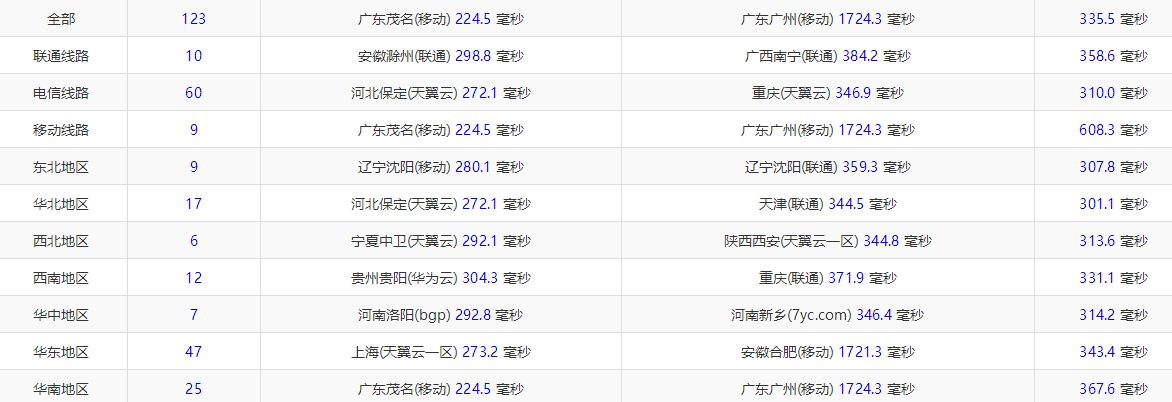 全部 123 广东茂名(移动) 224.5 毫秒 广东广州(移动) 1724.3 毫秒 335.5 毫秒
联通线路 10 安徽滁州(联通) 298.8 毫秒 广西南宁(联通) 384.2 毫秒 358.6 毫秒
电信线路 60 河北保定(天翼云) 272.1 毫秒 重庆(天翼云) 346.9 毫秒 310.0 毫秒
移动线路 9 广东茂名(移动) 224.5 毫秒 广东广州(移动) 1724.3 毫秒 608.3 毫秒
东北地区 9 辽宁沈阳(移动) 280.1 毫秒 辽宁沈阳(联通) 359.3 毫秒 307.8 毫秒
华北地区 17 河北保定(天翼云) 272.1 毫秒 天津(联通) 344.5 毫秒 301.1 毫秒
西北地区 6 宁夏中卫(天翼云) 292.1 毫秒 陕西西安(天翼云一区) 344.8 毫秒 313.6 毫秒
西南地区 12 贵州贵阳(华为云) 304.3 毫秒 重庆(联通) 371.9 毫秒 331.1 毫秒
华中地区 7 河南洛阳(bgp) 292.8 毫秒 河南新乡(7yc.com) 346.4 毫秒 314.2 毫秒
华东地区 47 上海(天翼云一区) 273.2 毫秒 安徽合肥(移动) 1721.3 毫秒 343.4 毫秒
华南地区 25 广东茂名(移动) 224.5 毫秒 广东广州(移动) 1724.3 毫秒 367.6 毫秒